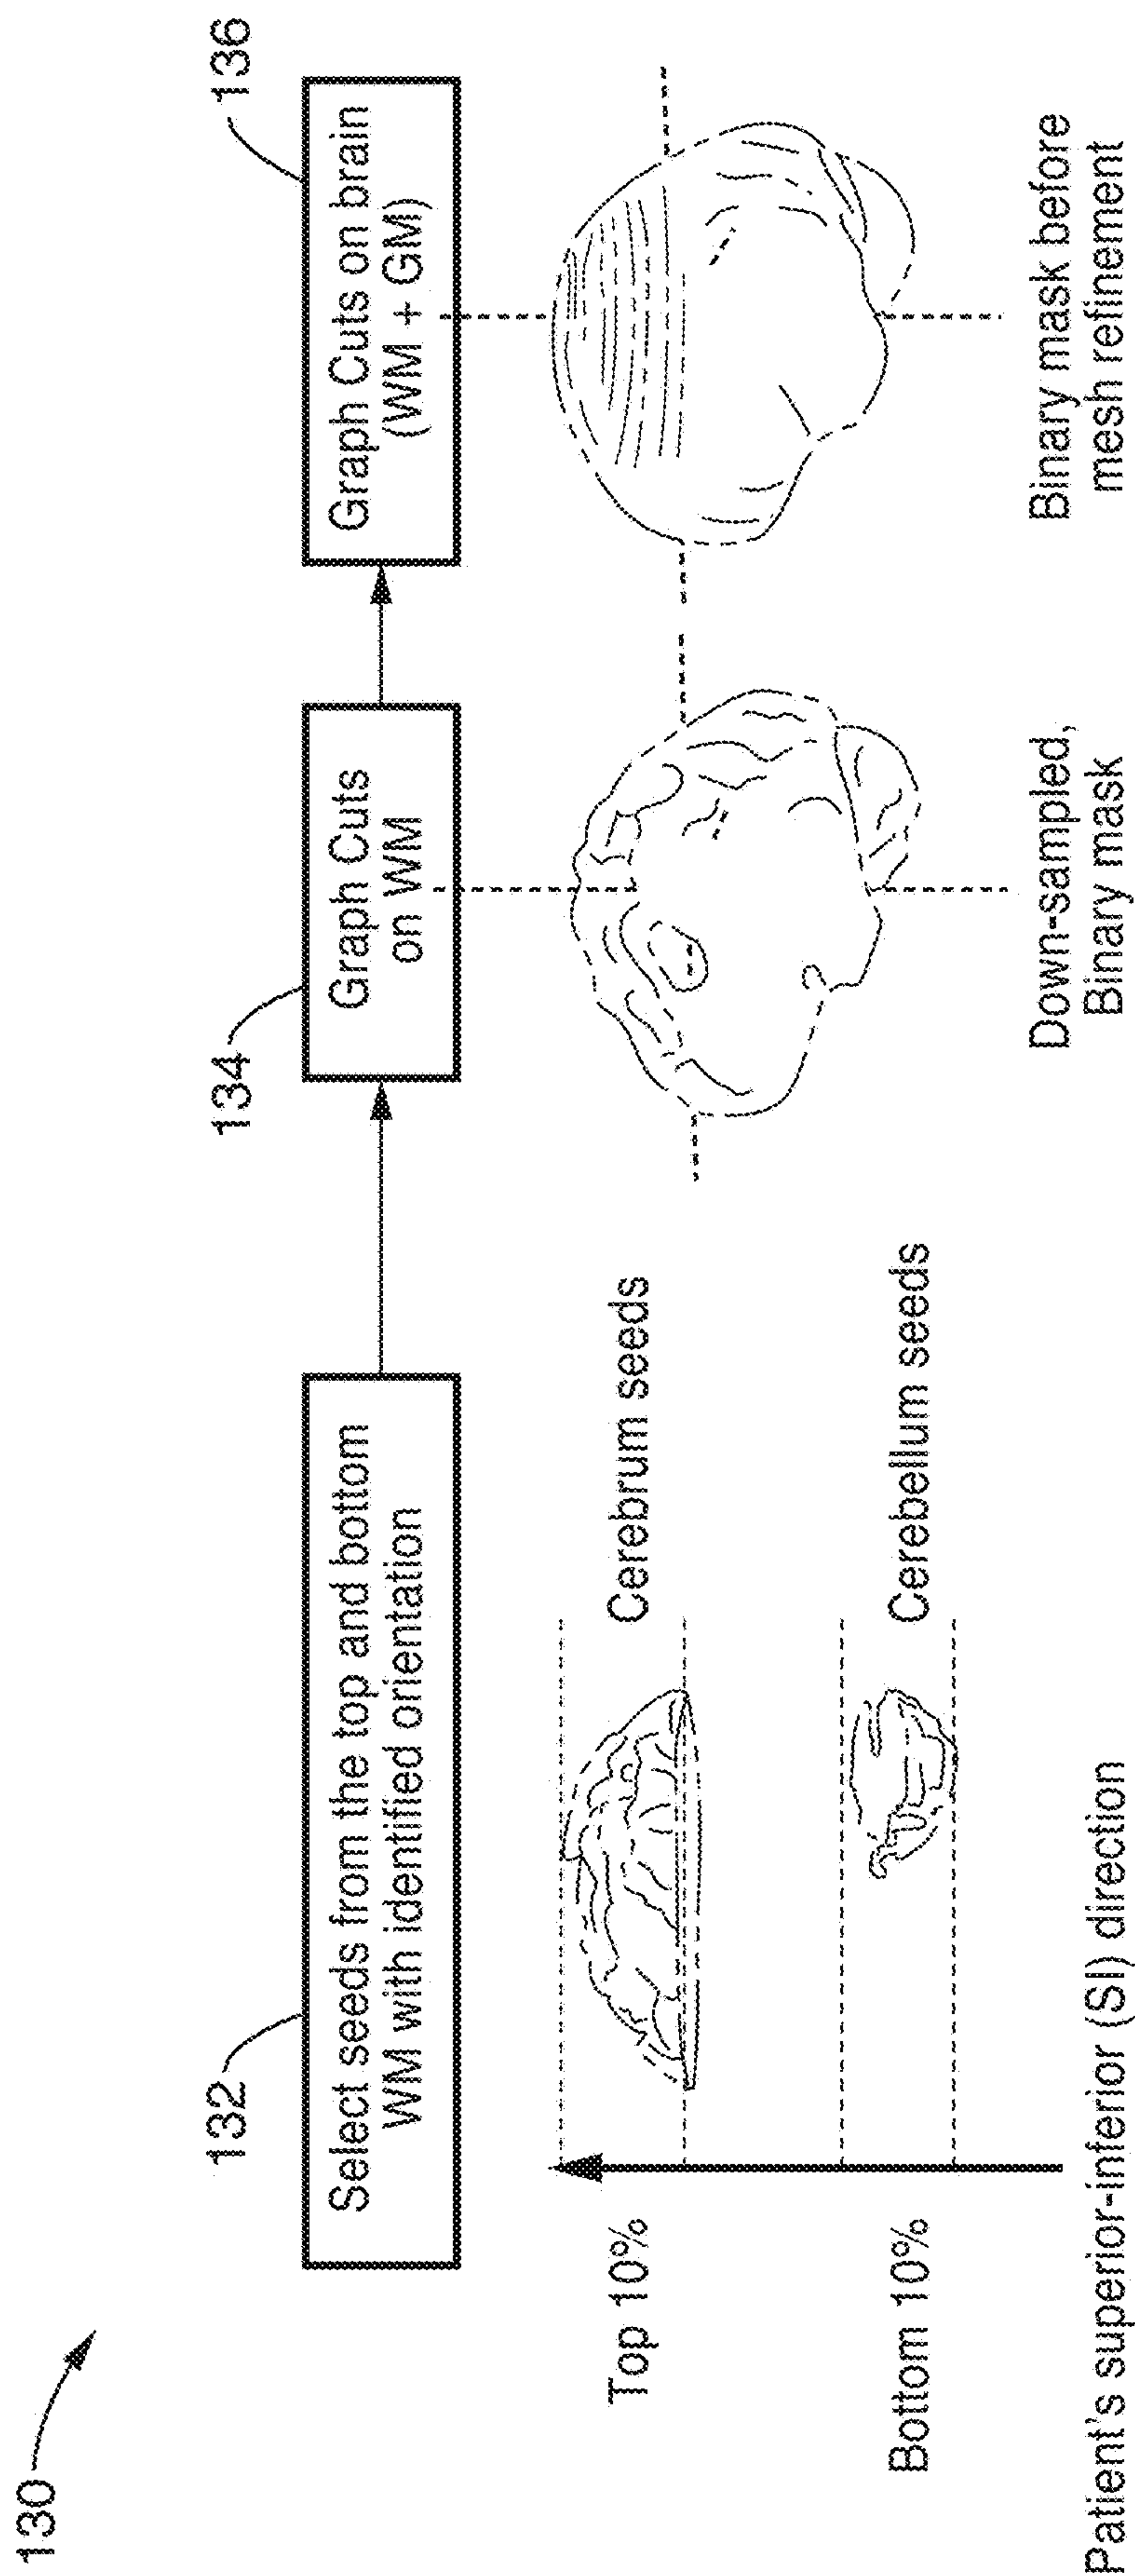 130
132
Select seeds from the top and bottom
WM with identified orientation
134
Graph Cuts
on WM
136
Graph Cuts on brain
(WM + GM)
Top 10%
Cerebrum seeds
Bottom 10%
Cerebellum seeds
Patient's superior-inferior (SI) direction
Down-sampled,
Binary mask
Binary mask before
mesh refinement